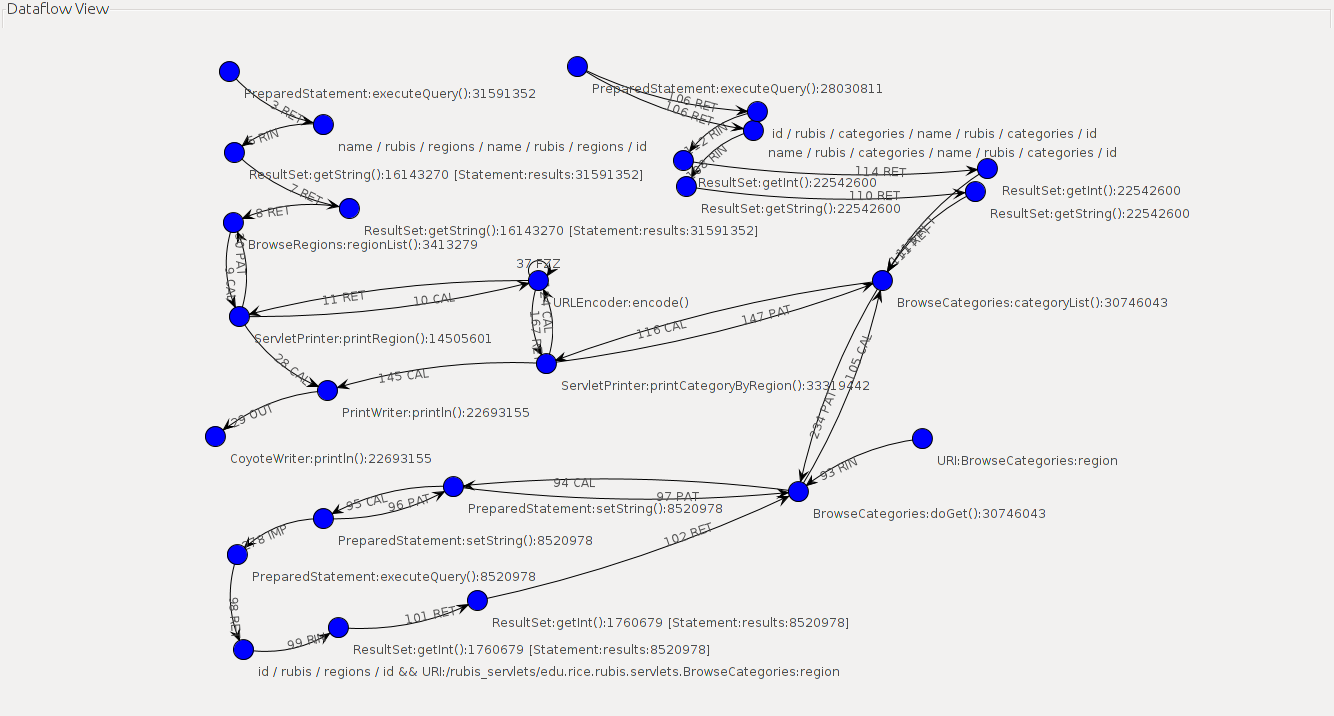 Dataflow View
PreparedStatement:executeQuery():31591352
PreparedStatement:executeQuery():28030811
3 RET
106 RET
106 RET
5 RIN
name / rubis / regions / name / rubis / regions / id
id / rubis / categories / name / rubis / categories / id
name / rubis / categories / name / rubis / categories / id
RIN
RIN
ResultSet:getString():16143270 [Statement:results:31591352]
114 RET
ResultSet:getInt():22542600
ResultSet:getInt():22542600
7 RET
110 RET
ResultSet:getString():22542600
ResultSet:getString():22542600
8 RET
ResultSet:getString():16143270 [Statement:results:31591352]
BrowseRegions:regionList():3413279
PAT
9 CAL
37 FZZ
11 RET
10 CAL
URLEncoder:encode()
BrowseCategories:categoryList():30746043
CAL
167 RET
116 CAL
147 PAT
ServletPrinter:printRegion():14505601
28 CAL
145 CAL
105 CAL
ServletPrinter:printCategoryByRegion():33319442
234 PAT
PrintWriter:println():22693155
29 OUT
CoyoteWriter:println():22693155
URI:BrowseCategories:region
93 RIN
94 CAL
95 CAL
96 PAT
97 PAT
PreparedStatement:setString():8520978
BrowseCategories:doGet():30746043
218 IMP
PreparedStatement:setString():8520978
102 RET
PreparedStatement:executeQuery():8520978
98 RET
101 RET
ResultSet:getInt():1760679 [Statement:results:8520978]
99 RIN
ResultSet:getInt():1760679 [Statement:results:8520978]
id / rubis / regions / id && URI:/rubis_servlets/edu.rice.rubis.servlets.BrowseCategories:region